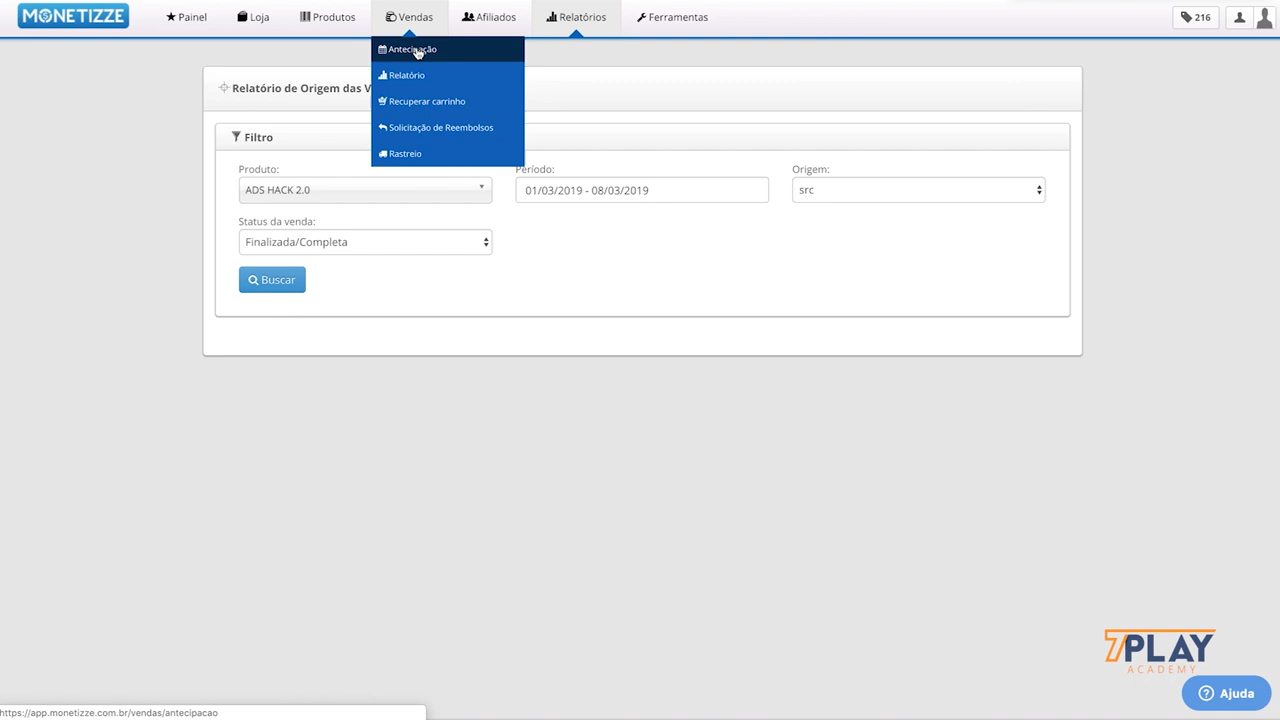 MONETIZZE
Painel
Loja
Produtos
Vendas
Afiliados
Relatórios
Ferramentas
216
Antecipação
Relatório
Recuperar carrinho
Solicitação de Reembolsos
Rastreio
Relatório de Origem das V
Filtro
Produto:
Período:
Origem:
ADS HACK 2.0
01/03/2019 - 08/03/2019
src
Status da venda:
Finalizada/Completa
Buscar
7PLAY
ACADEMY
Ajuda
https://app.monetizze.com.br/vendas/antecipacao